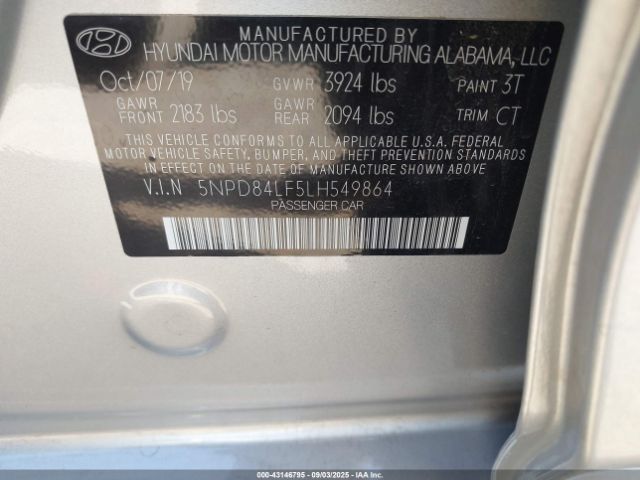 MANUFACTURED BY
HYUNDAI MOTOR MANUFACTURING ALABAMA, LLC
Oct/07/19 GVWR 3924 lbs PAINT 3T
GAWR FRONT 2183 lbs GAWR REAR 2094 lbs TRIM CT
THIS VEHICLE CONFORMS TO ALL APPLICABLE U.S.A. FEDERAL
MOTOR VEHICLE SAFETY, BUMPER, AND THEFT PREVENTION STANDARDS
IN EFFECT ON THE DATE OF MANUFACTURE SHOWN ABOVE.
V.I.N 5NPD84LF5LH549864
PASSENGER CAR
00-43146795 - 09/03/2025 - Copyright IAA, LLC